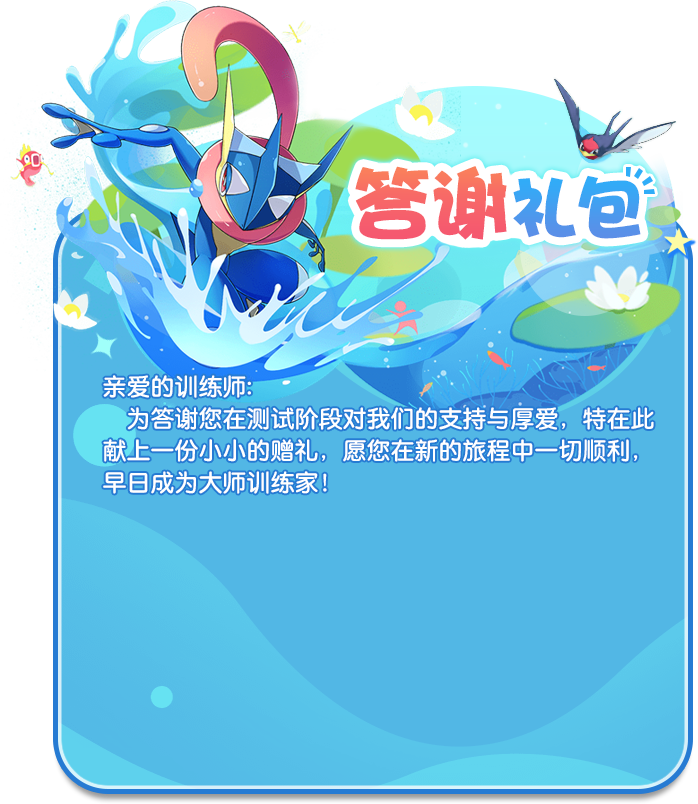 答谢礼包
亲爱的训练师:
为答谢您在测试阶段对我们的支持与厚爱，特在此
献上一份小小的赠礼，愿您在新的旅程中一切顺利，
早日成为大师训练家！